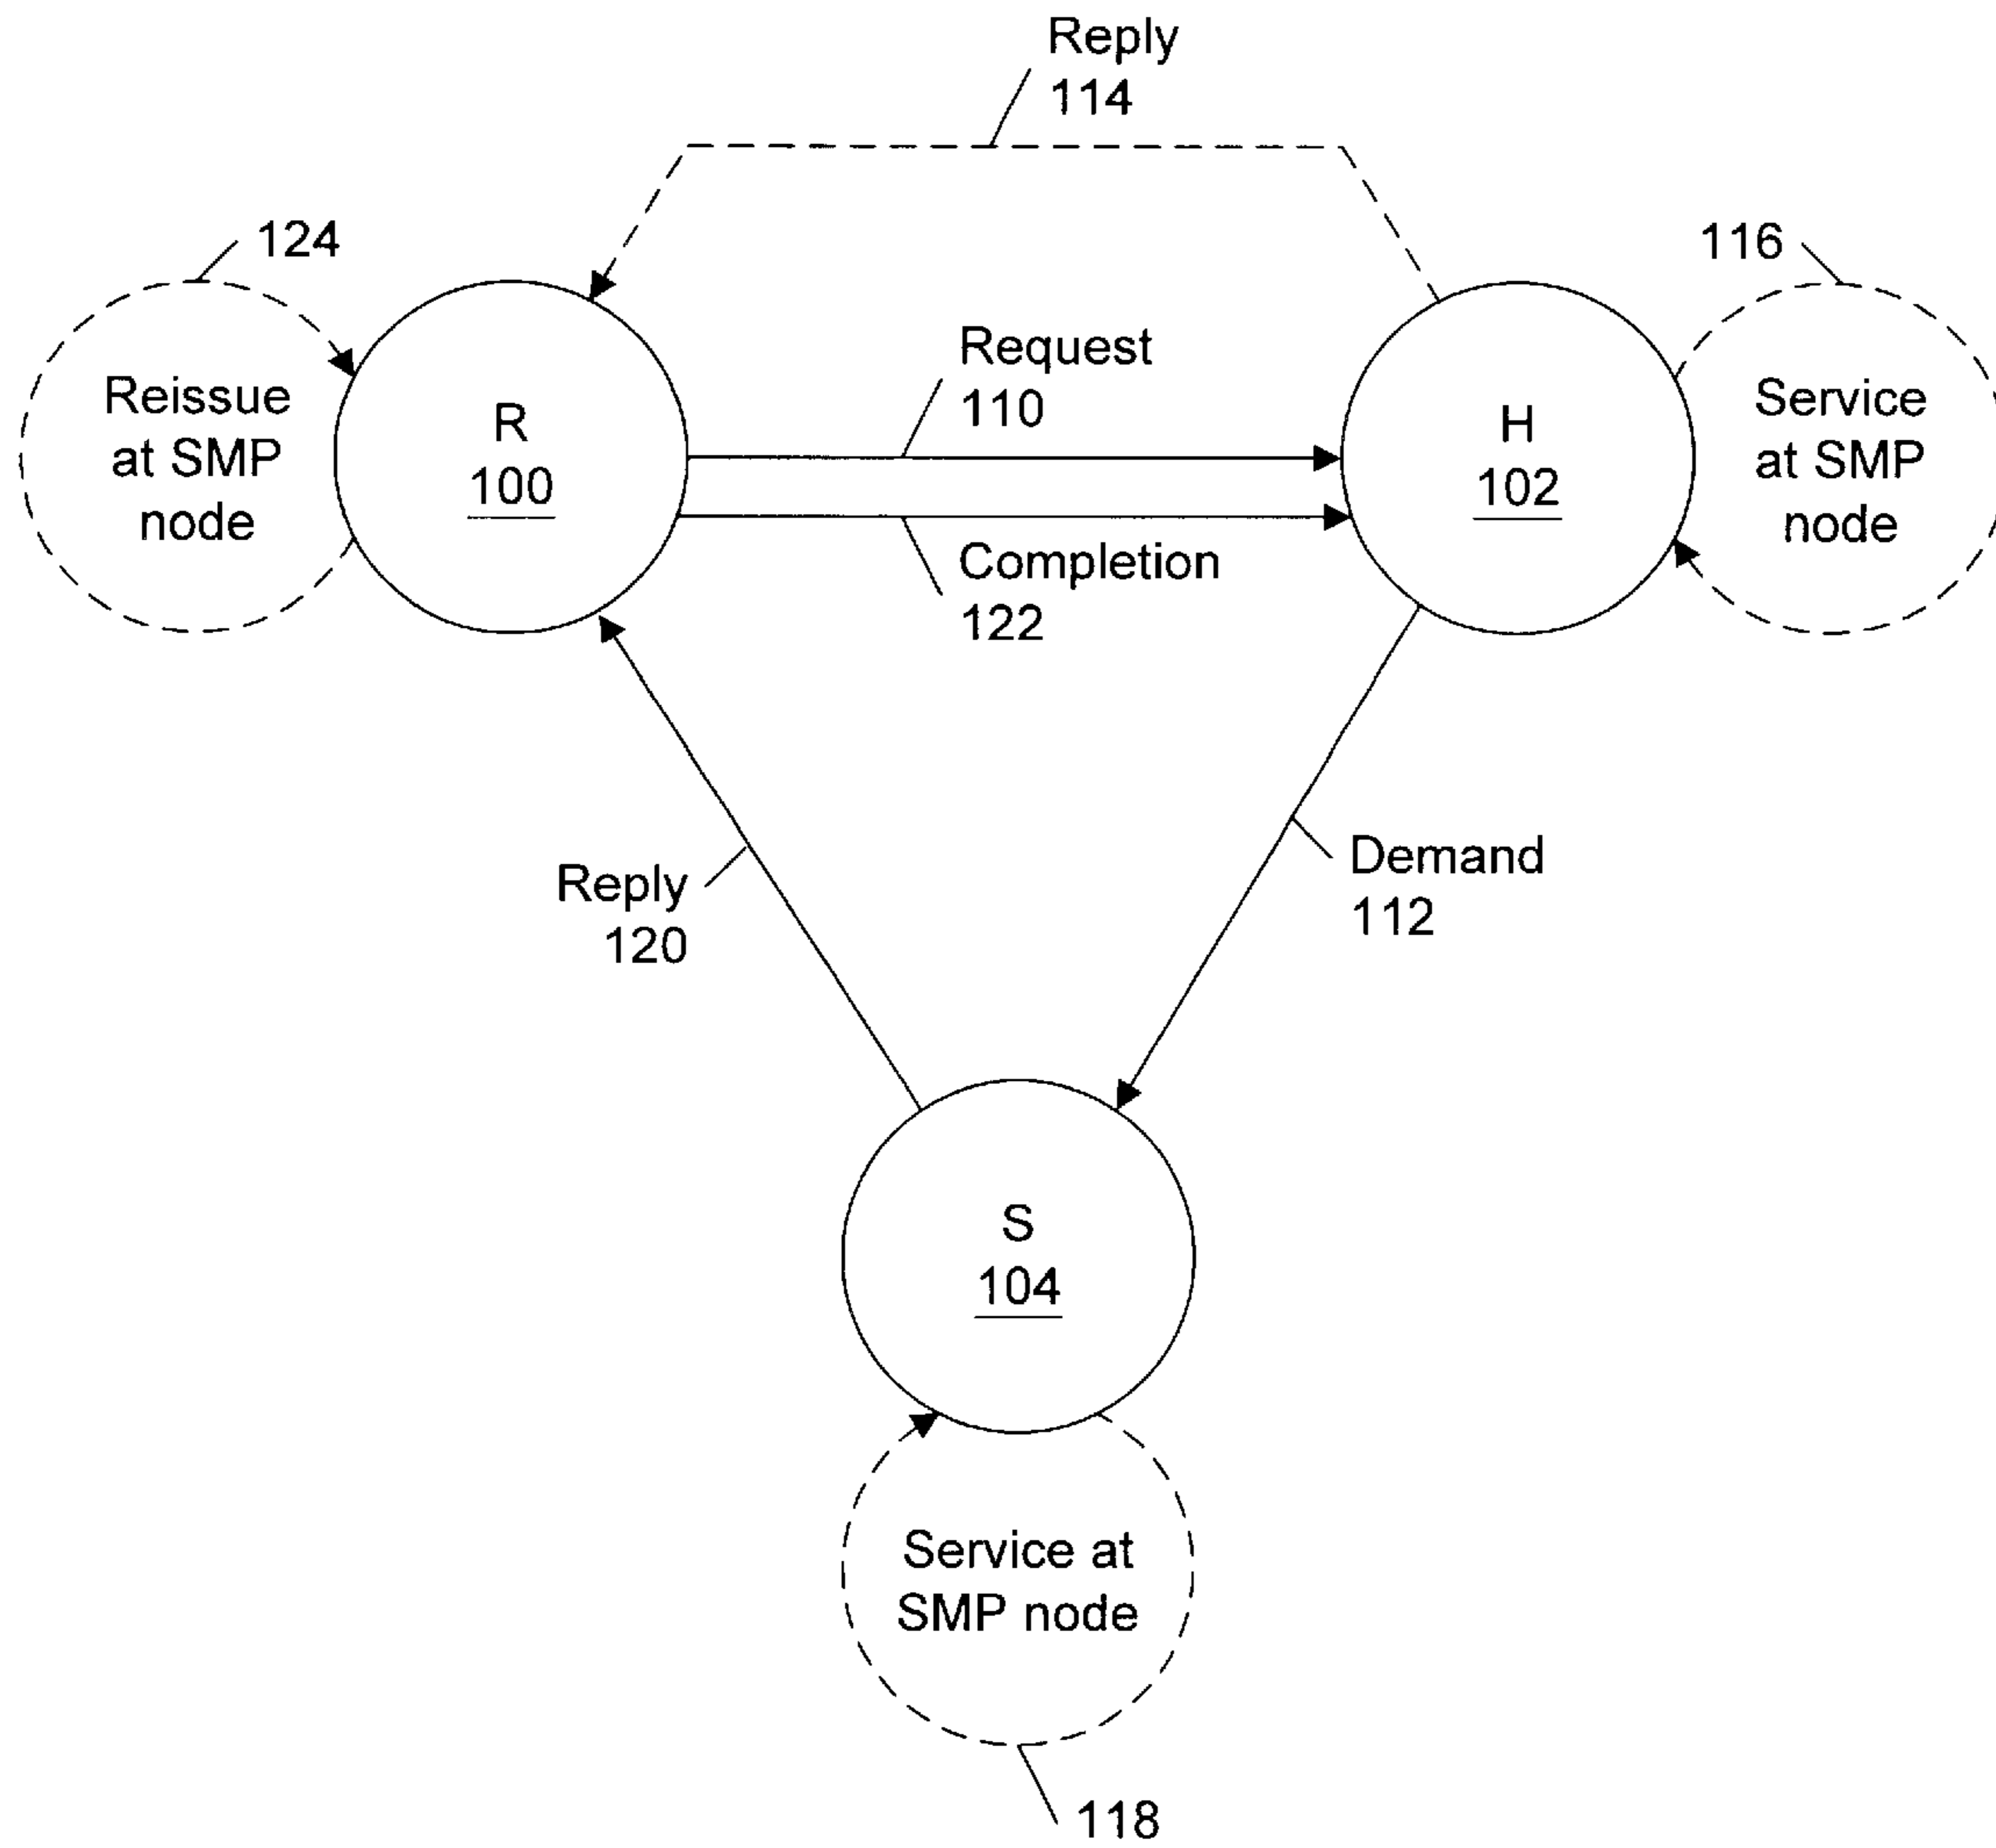 Reply
114
124
116
Request
110
Reissue
at SMP
node
R
100
H
102
Service
at SMP
node
Completion
122
Reply
120
Demand
112
S
104
Service at
SMP node
118